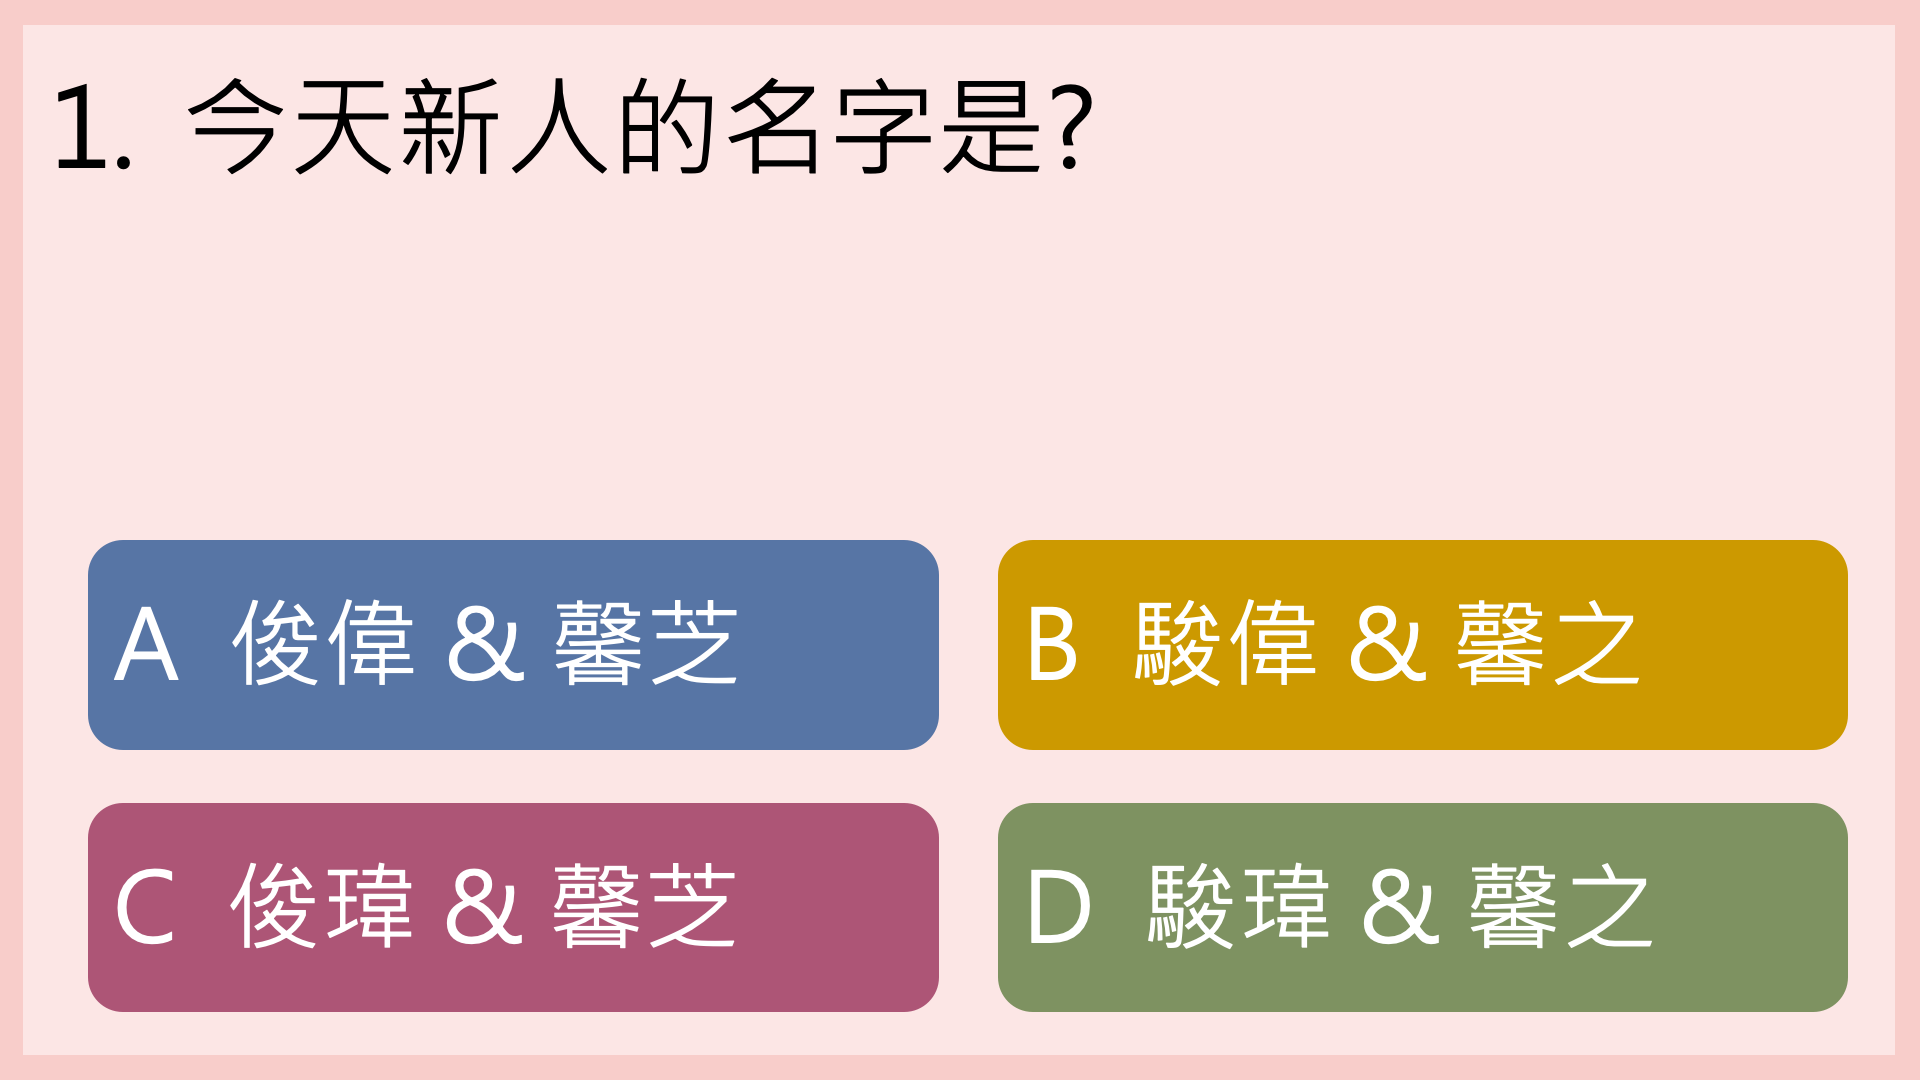 1. 今天新人的名字是?
A 俊偉 & 馨芝
B 駿偉 & 馨之
C 俊瑋 & 馨芝
D 駿瑋 & 馨之